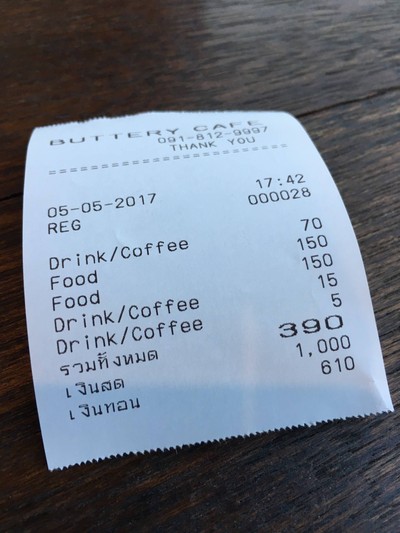 BUTTERY CAFE
091-812-9997
THANK YOU
========================
05-05-2017 17:42
REG 000028
Drink/Coffee 70
Food 150
Food 150
Drink/Coffee 15
Drink/Coffee 5
รวมทั้งหมด 390
เงินสด 1,000
เงินทอน 610